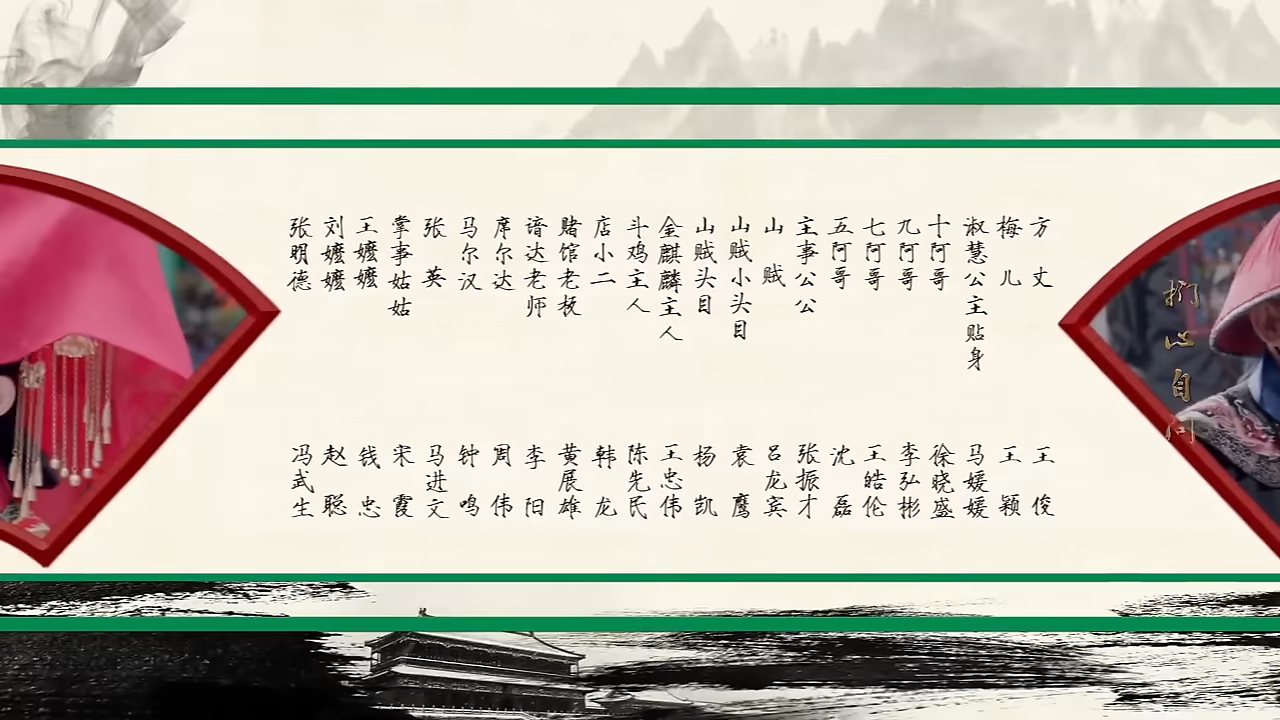 方丈
梅儿
淑慧公主贴身
十阿哥
九阿哥
七阿哥
五阿哥
主事公公
山贼
山贼小头目
山贼头目
金麒麟主人
斗鸡主人
店小二
赌馆老板
谙达老师
席尔达
马尔汉
张英
掌事姑姑
王嬷嬷
刘嬷嬷
张明德
王俊
王颖
马媛媛
徐晓盛
李弘彬
王皓伦
沈磊
张振才
吕龙宾
袁鹰
杨凯
王忠伟
陈先民
韩龙
黄展雄
李阳
周伟
钟鸣
马进文
宋霞
钱忠
赵聪
冯武生
扪心自问